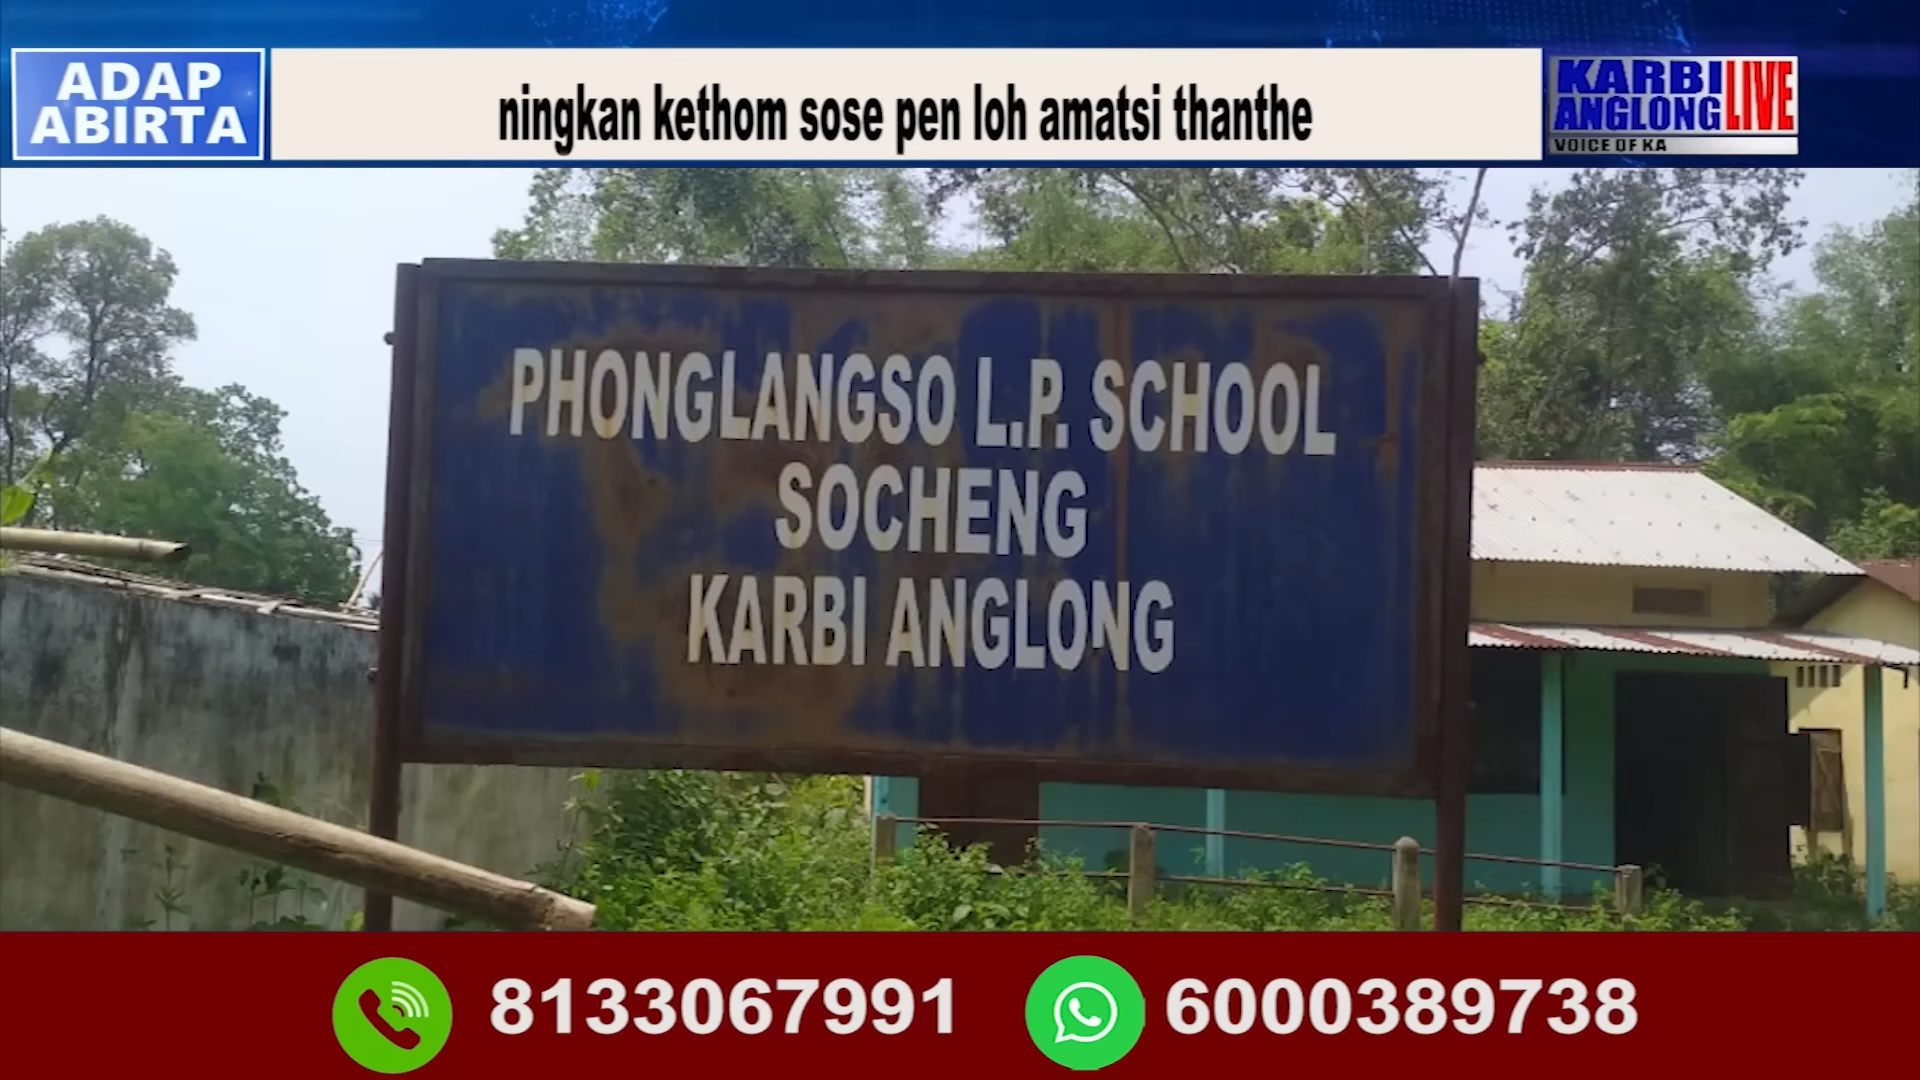 ADAP
ABIRTA
ningkan kethom sose pen loh amatsi thanthe
KARBI
ANGLONG
LIVE
VOICE OF KA
PHONGLANGSO L.P. SCHOOL
SOCHENG
KARBI ANGLONG
8133067991
6000389738